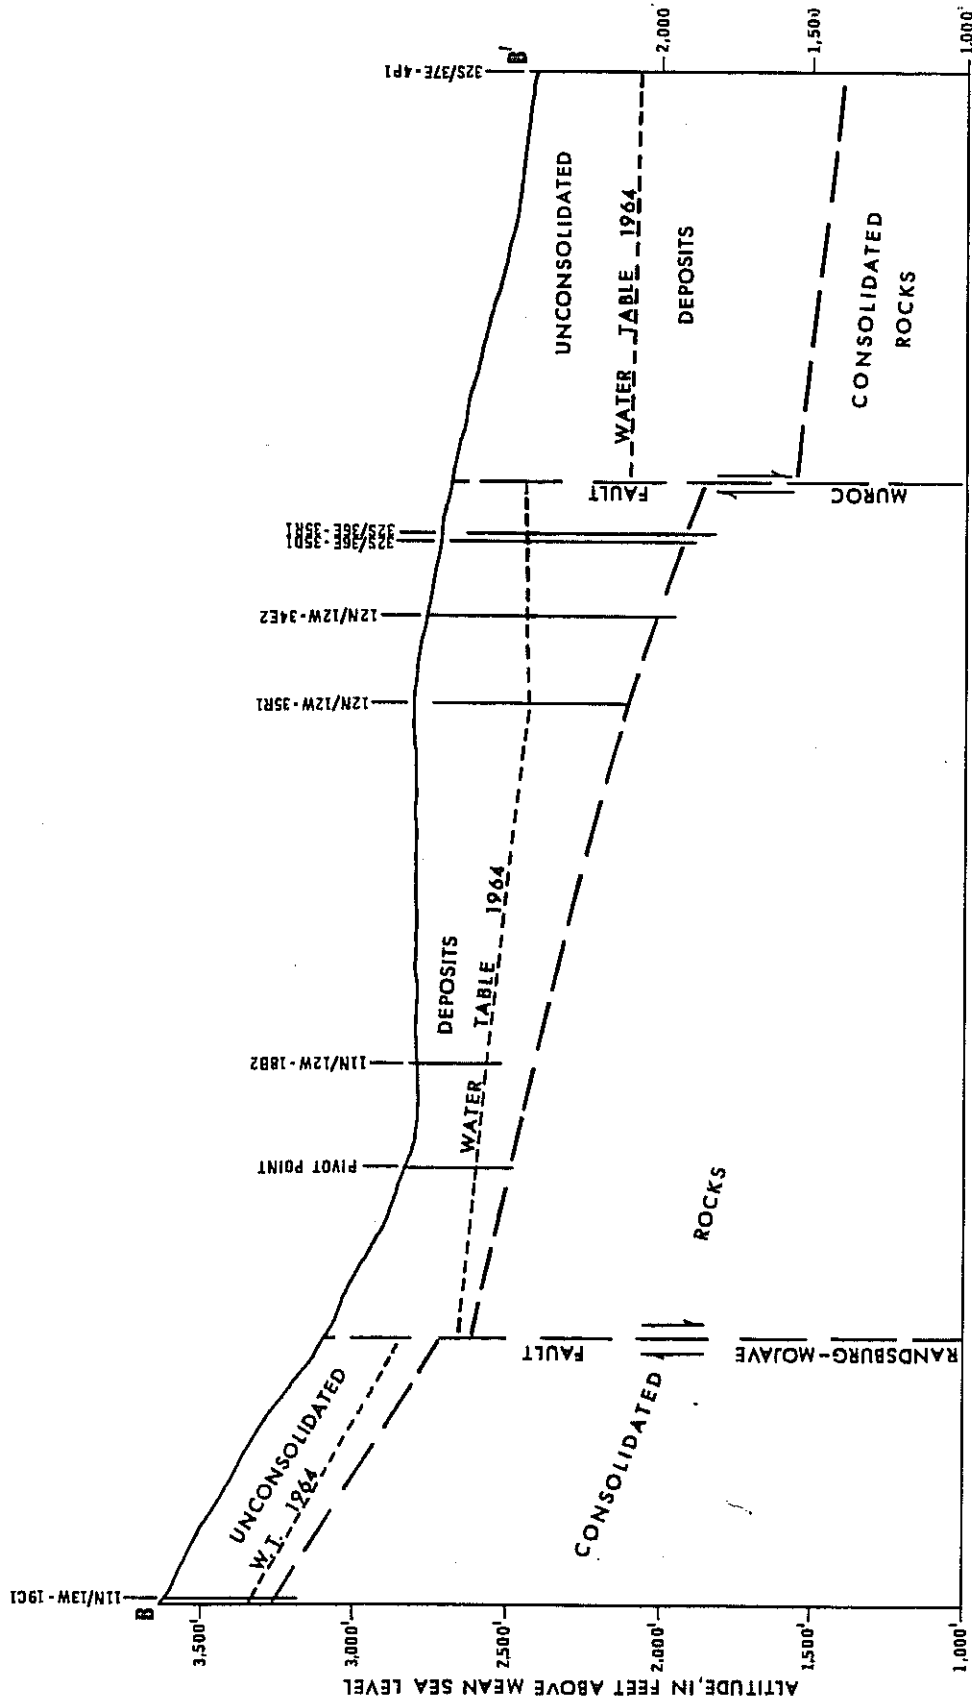 ALTITUDE, IN FEET ABOVE MEAN SEA LEVEL
3,500'
3,000'
2,500'
2,000'
1,500'
1,000'
B
11N/13W-19C1
UNCONSOLIDATED
W.T. 1964
CONSOLIDATED
FAULT
RANDSBURG-MOJAVE
ROCKS
PIVOT POINT
11N/12W-18B2
DEPOSITS
WATER TABLE 1964
12N/12W-35R1
12N/12W-34E2
32S/36E-35R1
FAULT
MUROC
UNCONSOLIDATED
WATER TABLE 1964
DEPOSITS
CONSOLIDATED
ROCKS
32S/37E-4P1
B'
2,000'
1,500'
1,000'